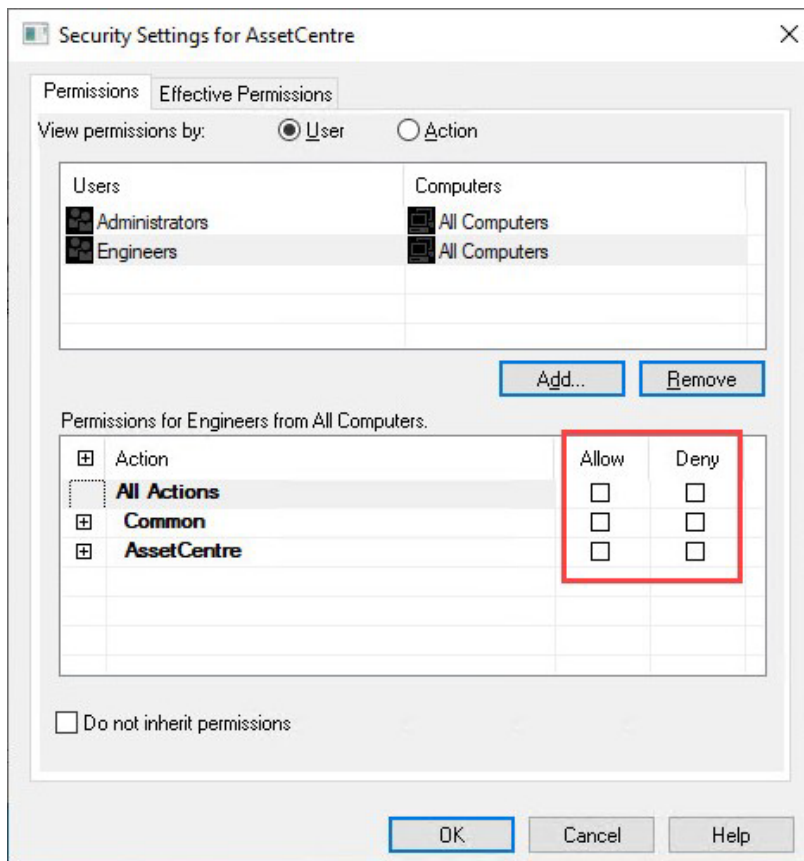 Security Settings for AssetCentre
Permissions Effective Permissions
View permissions by: User Action
Users Computers
Administrators All Computers
Engineers All Computers
Add... Remove
Permissions for Engineers from All Computers.
Action Allow Deny
All Actions
Common
AssetCentre
Do not inherit permissions
OK Cancel Help